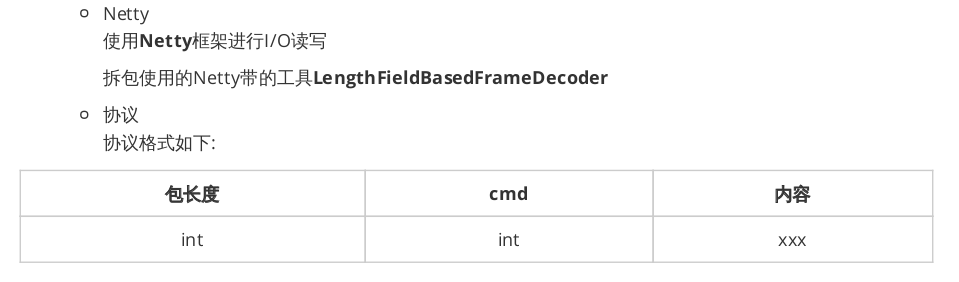 Netty
使用Netty框架进行I/O读写
拆包使用的Netty带的工具LengthFieldBasedFrameDecoder
协议
协议格式如下:
包长度 cmd 内容
int int xxx